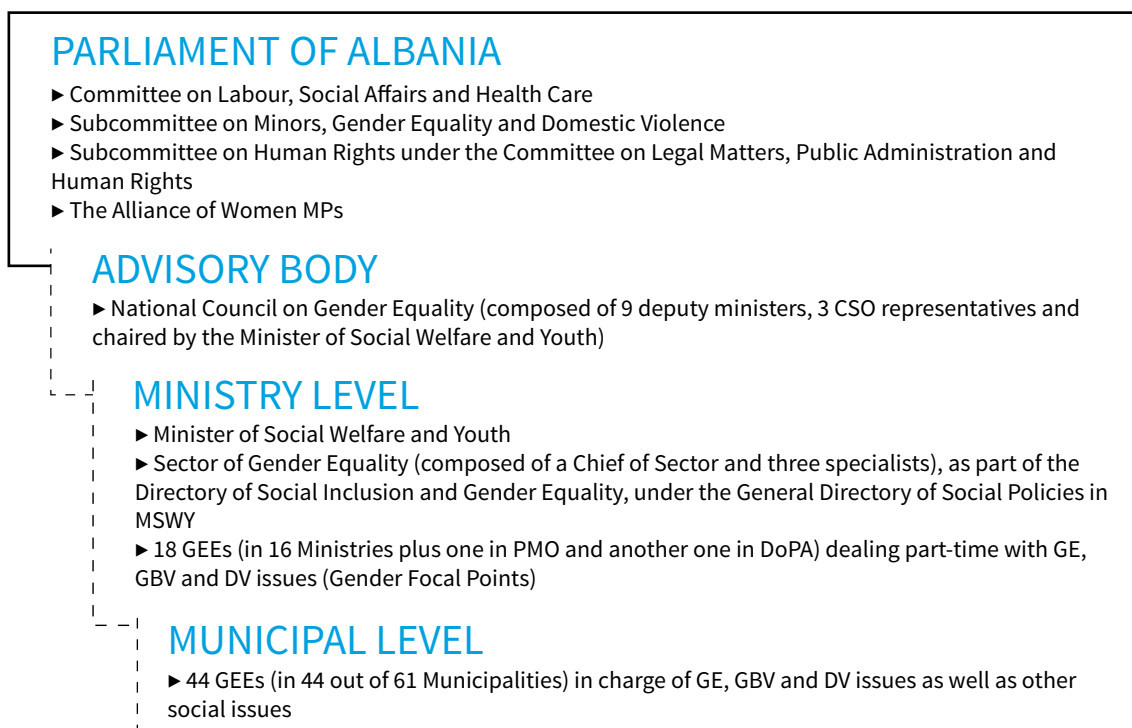 PARLIAMENT OF ALBANIA
▶ Committee on Labour, Social Affairs and Health Care
▶ Subcommittee on Minors, Gender Equality and Domestic Violence
▶ Subcommittee on Human Rights under the Committee on Legal Matters, Public Administration and
Human Rights
▶ The Alliance of Women MPs
ADVISORY BODY
▶ National Council on Gender Equality (composed of 9 deputy ministers, 3 CSO representatives and
chaired by the Minister of Social Welfare and Youth)
MINISTRY LEVEL
▶ Minister of Social Welfare and Youth
▶ Sector of Gender Equality (composed of a Chief of Sector and three specialists), as part of the
Directory of Social Inclusion and Gender Equality, under the General Directory of Social Policies in
MSWY
▶ 18 GEEs (in 16 Ministries plus one in PMO and another one in DoPA) dealing part-time with GE,
GBV and DV issues (Gender Focal Points)
MUNICIPAL LEVEL
▶ 44 GEEs (in 44 out of 61 Municipalities) in charge of GE, GBV and DV issues as well as other
social issues